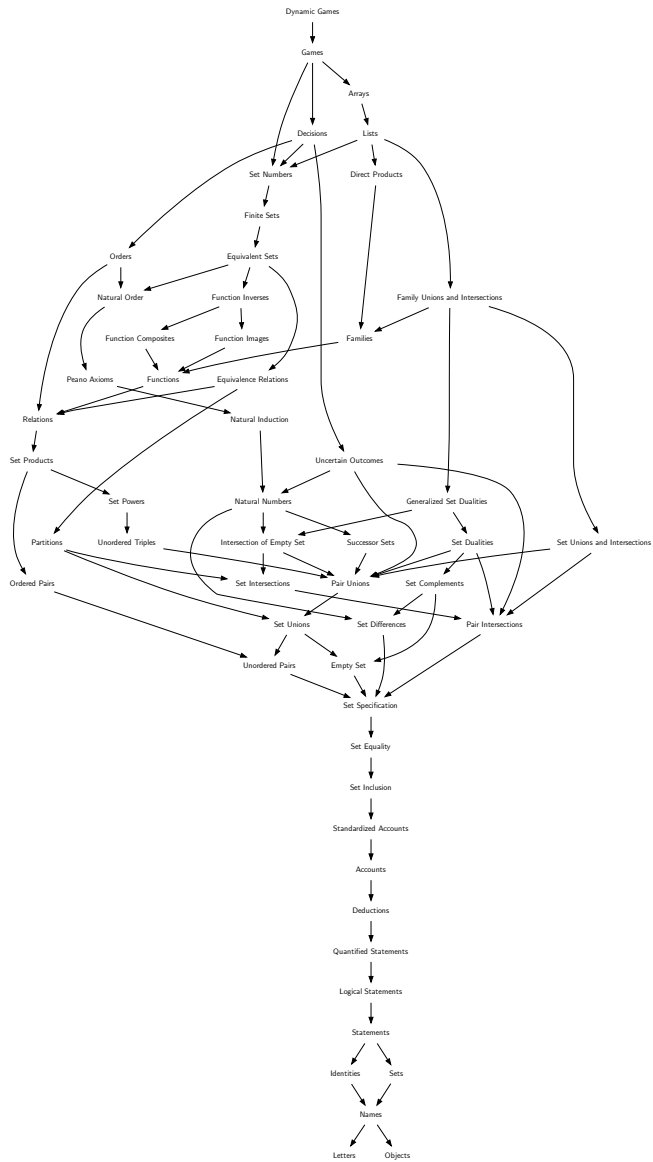 Dynamic Games
Games
Arrays
Decisions
Lists
Set Numbers
Direct Products
Finite Sets
Orders
Equivalent Sets
Natural Order
Function Inverses
Family Unions and Intersections
Function Composites
Function Images
Families
Peano Axioms
Functions
Equivalence Relations
Relations
Natural Induction
Set Products
Uncertain Outcomes
Set Powers
Natural Numbers
Generalized Set Dualities
Partitions
Unordered Triples
Intersection of Empty Set
Successor Sets
Set Dualities
Set Unions and Intersections
Ordered Pairs
Set Intersections
Pair Unions
Set Complements
Set Unions
Set Differences
Pair Intersections
Unordered Pairs
Empty Set
Set Specification
Set Equality
Set Inclusion
Standardized Accounts
Accounts
Deductions
Quantified Statements
Logical Statements
Statements
Identities
Sets
Names
Letters
Objects